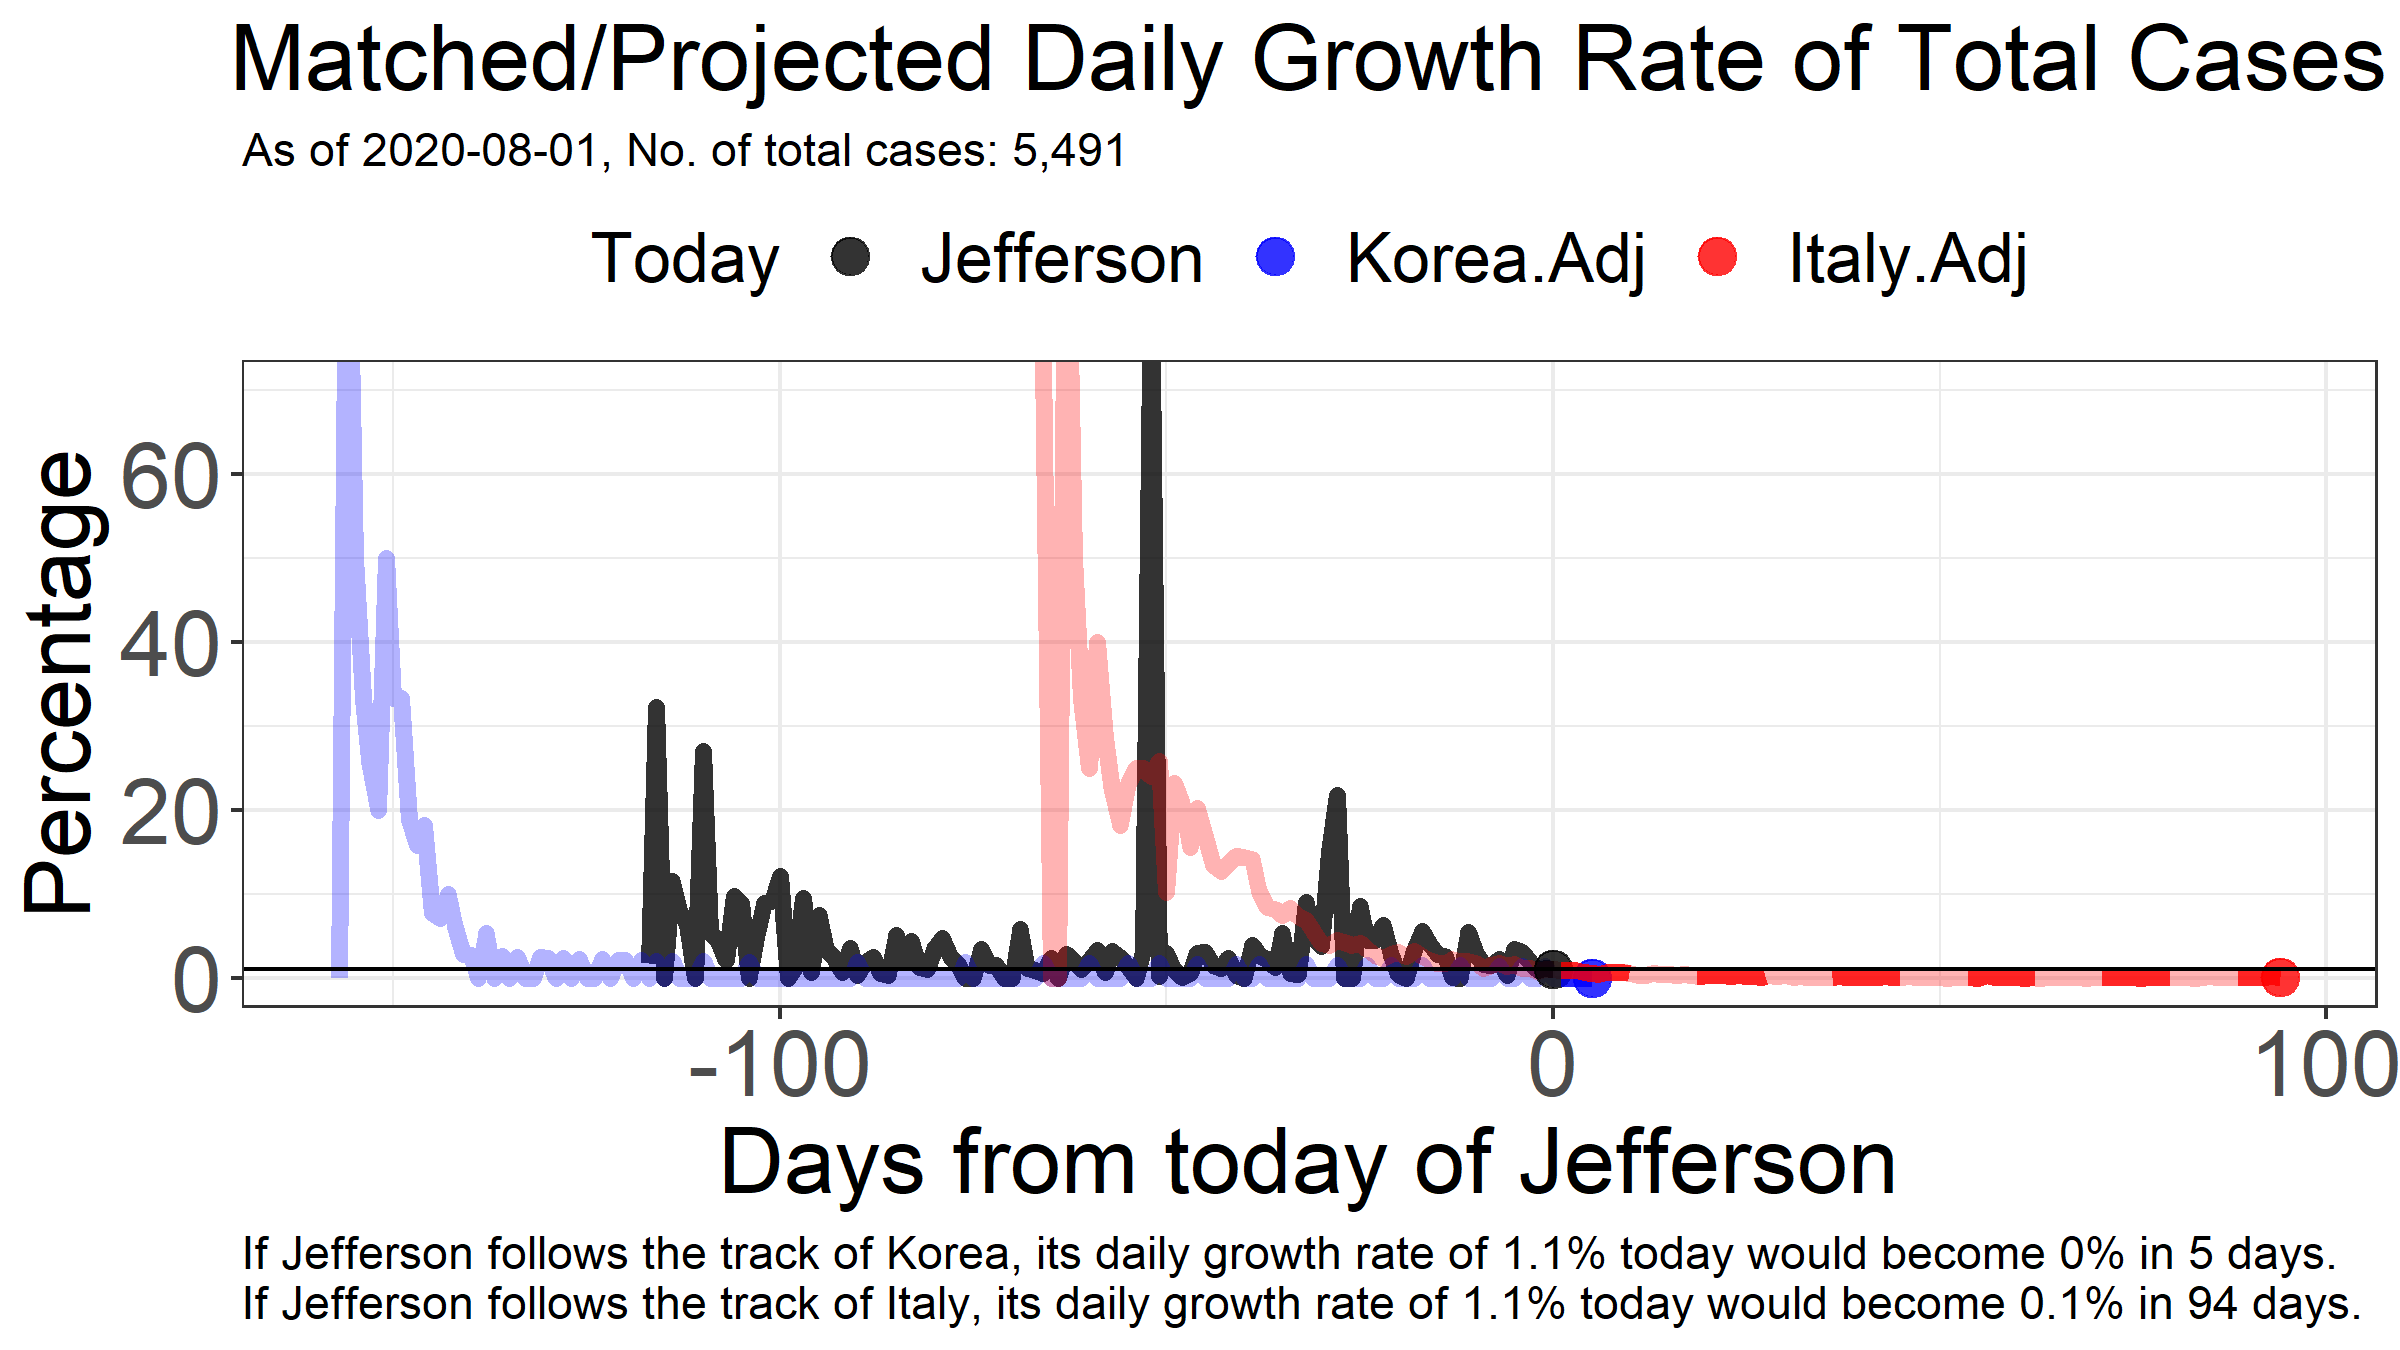 Matched/Projected Daily Growth Rate of Total Cases
As of 2020-08-01, No. of total cases: 5,491
Today Jefferson Korea.Adj Italy.Adj
Percentage
60
40
20
0
-100 0 100
Days from today of Jefferson
If Jefferson follows the track of Korea, its daily growth rate of 1.1% today would become 0% in 5 days.
If Jefferson follows the track of Italy, its daily growth rate of 1.1% today would become 0.1% in 94 days.